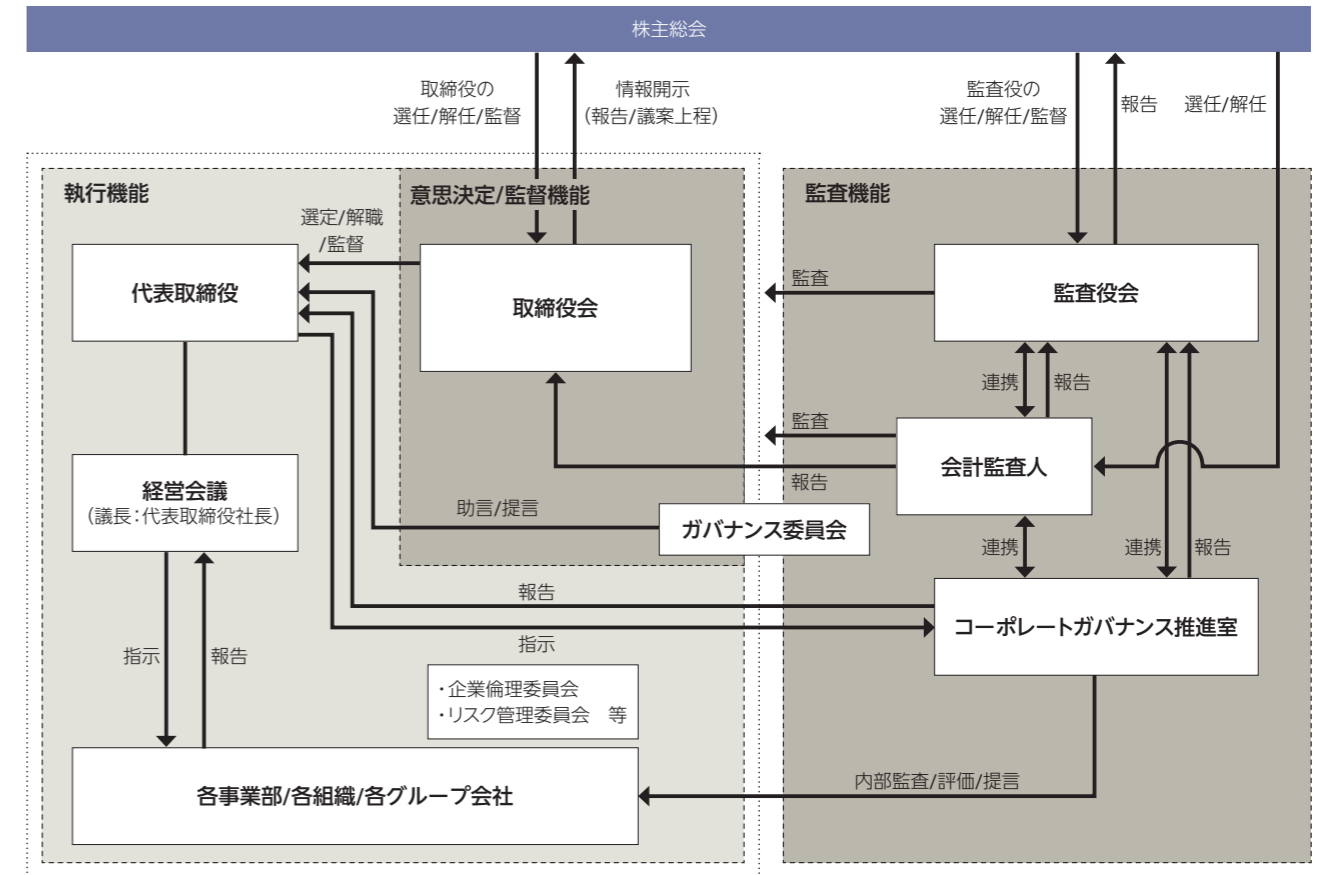 株主総会
取締役の
選任/解任/監督
情報開示
(報告/議案上程)
監査役の
選任/解任/監督
報告
選任/解任
執行機能
意思決定/監督機能
監査機能
選定/解職
/監督
代表取締役
取締役会
監査
監査役会
連携
報告
監査
会計監査人
報告
経営会議
(議長:代表取締役社長)
助言/提言
ガバナンス委員会
連携
連携
報告
報告
コーポレートガバナンス推進室
指示
指示
報告
・企業倫理委員会
・リスク管理委員会 等
内部監査/評価/提言
各事業部/各組織/各グループ会社